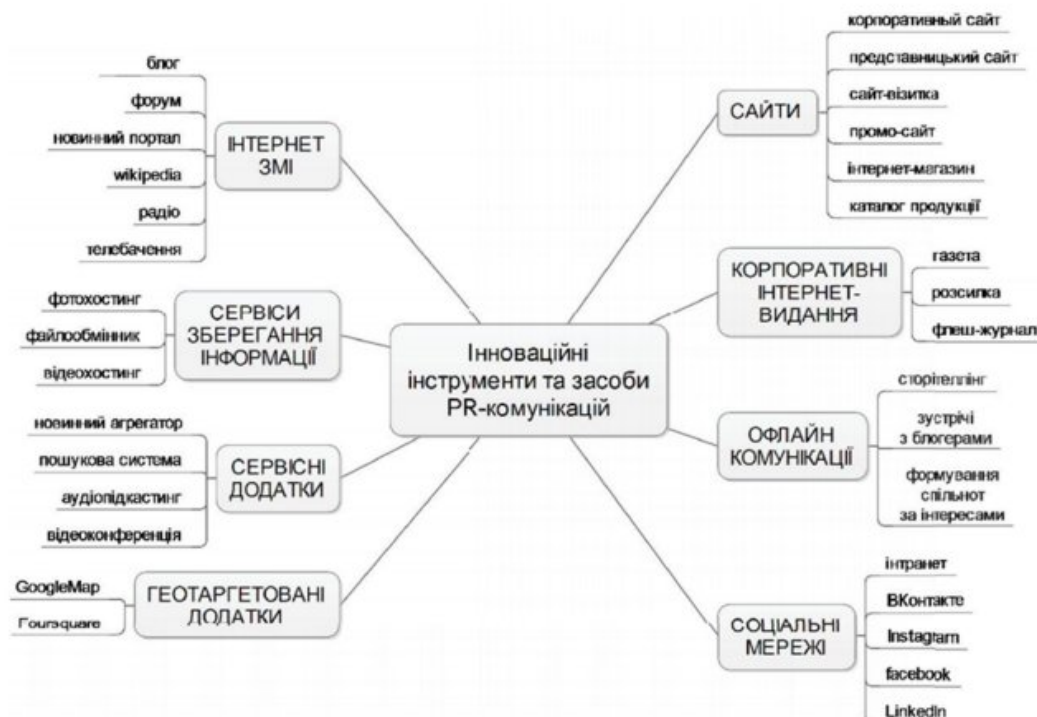 блог
форум
новинний портал
wikipedia
радіо
телебачення
ІНТЕРНЕТ
ЗМІ
фотохостинг
файлообмінник
відеохостинг
СЕРВІСИ
ЗБЕРЕГАННЯ
ІНФОРМАЦІЇ
новинний агрегатор
пошукова система
аудіопідкастинг
відеоконференція
СЕРВІСНІ
ДОДАТКИ
GoogleMap
Foursquare
ГЕОТАРГЕТОВАНІ
ДОДАТКИ
Інноваційні
інструменти та засоби
PR-комунікацій
САЙТИ
корпоративный сайт
представницький сайт
сайт-візитка
промо-сайт
інтернет-магазин
каталог продукції
КОРПОРАТИВНІ
ІНТЕРНЕТ-
ВИДАННЯ
газета
розсилка
флеш-журнал
ОФЛАЙН
КОМУНІКАЦІЇ
сторітеллінг
зустрічі
з блогерами
формування
спільнот
за інтересами
СОЦІАЛЬНІ
МЕРЕЖІ
інтранет
ВКонтакте
Instagram
facebook
LinkedIn